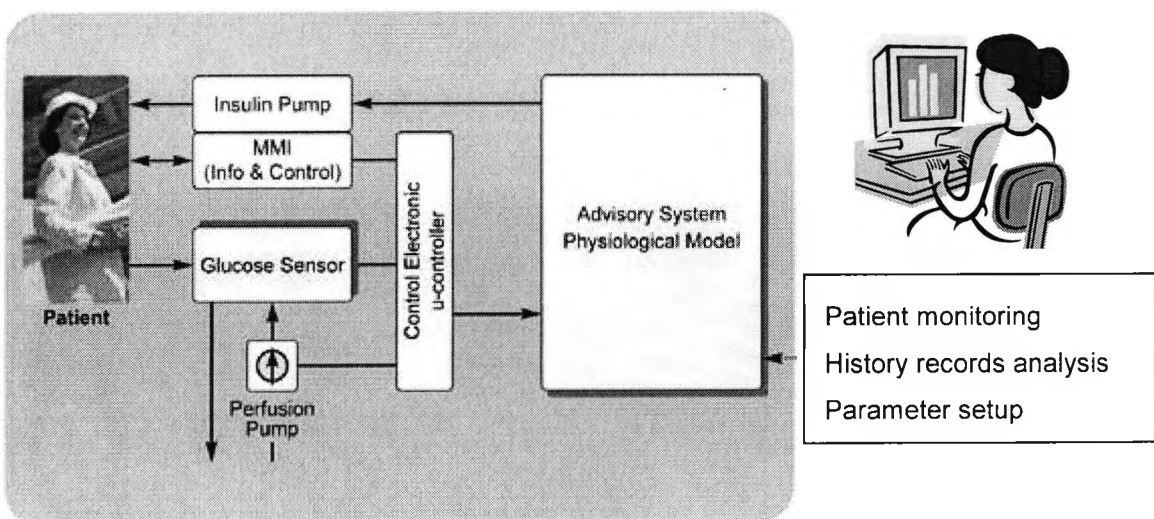 Insulin Pump
MMI
(Info & Control)
Glucose Sensor
Patient
Perfusion
Pump
Control Electronic
u-controller
Advisory System
Physiological Model
Patient monitoring
History records analysis
Parameter setup